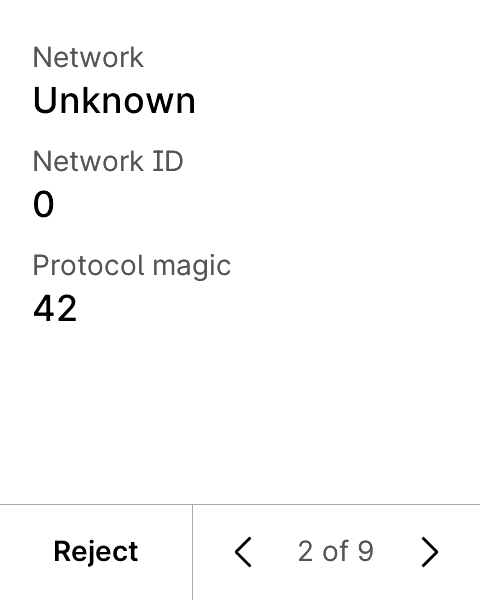 Network
Unknown
Network ID
0
Protocol magic
42
Reject
2 of 9